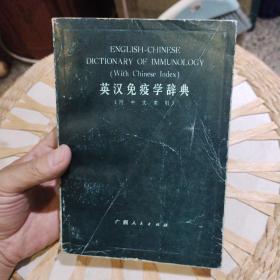 ENGLISH-CHINESE
DICTIONARY OF IMMUNOLOGY
(With Chinese Index)
英汉免疫学辞典
(附中文索引)
广西人民出版社